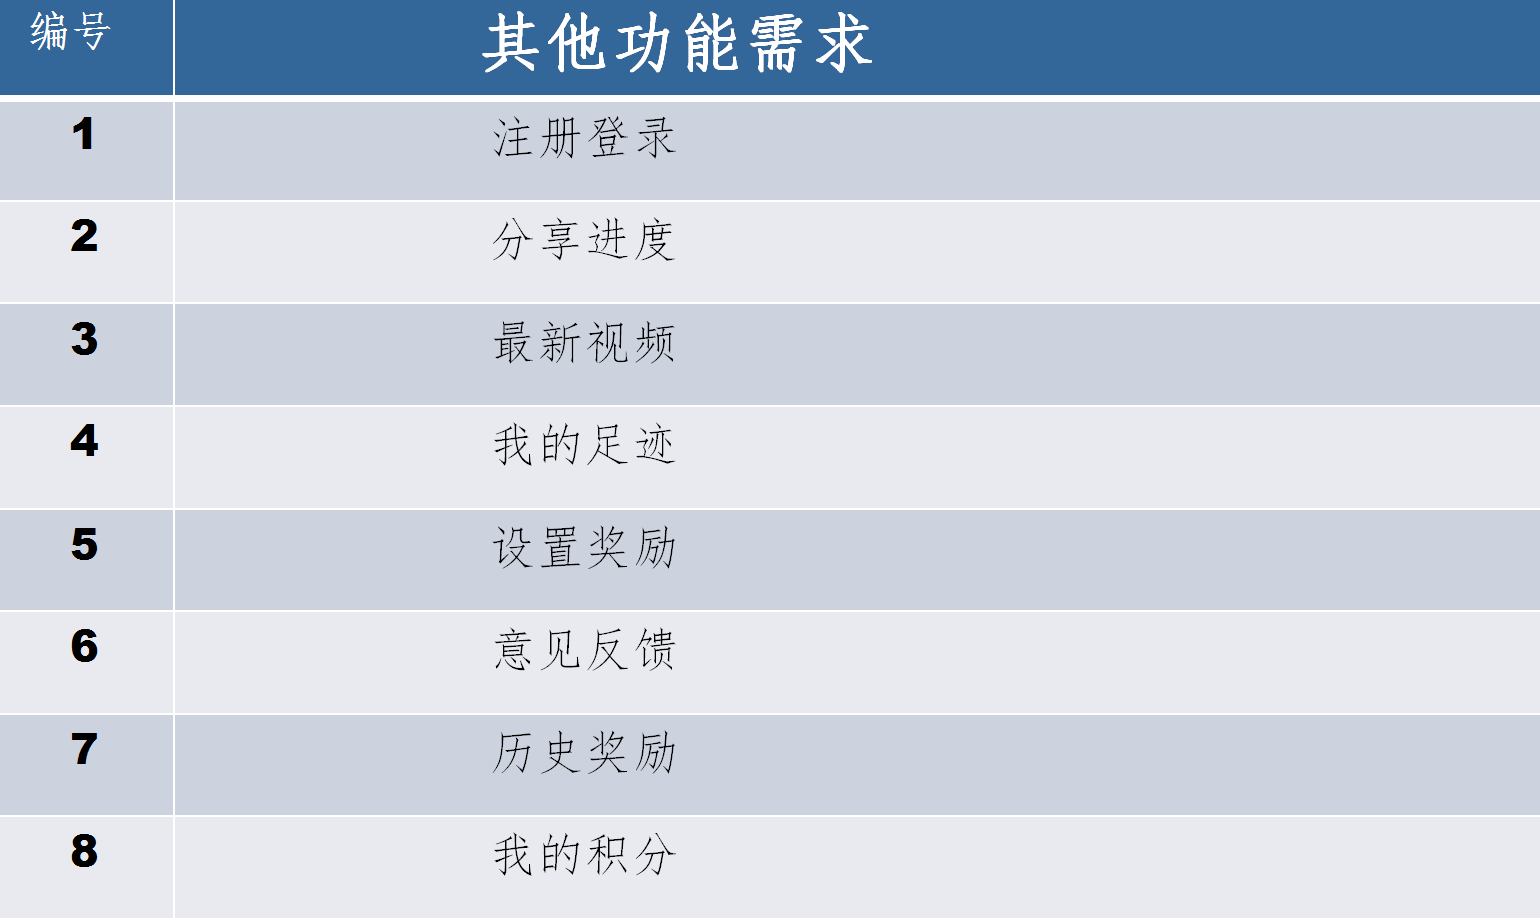 编号 其他功能需求
1 注册登录
2 分享进度
3 最新视频
4 我的足迹
5 设置奖励
6 意见反馈
7 历史奖励
8 我的积分